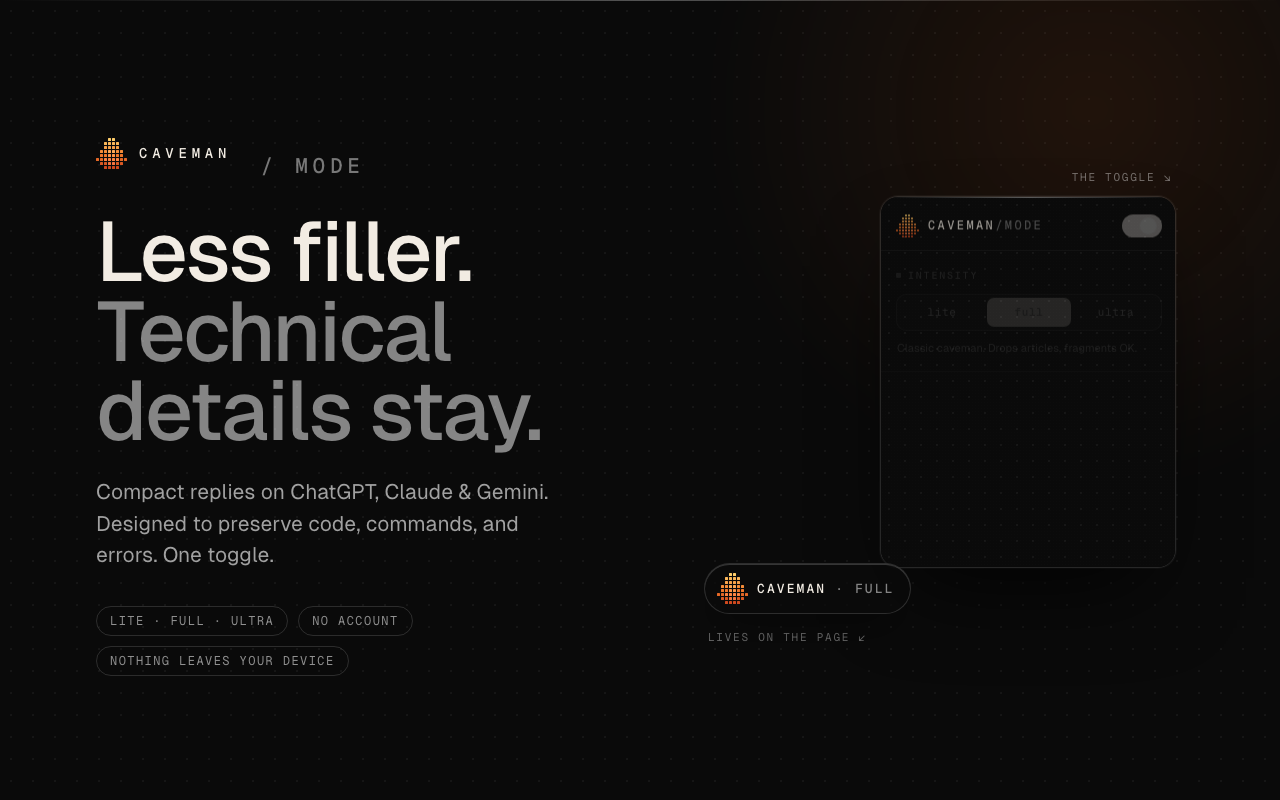 CAVEMAN / MODE
Less filler.
Technical
details stay.
Compact replies on ChatGPT, Claude & Gemini.
Designed to preserve code, commands, and
errors. One toggle.
LITE · FULL · ULTRA
NO ACCOUNT
NOTHING LEAVES YOUR DEVICE
THE TOGGLE ↘
CAVEMAN/MODE
INTENSITY
lite
full
ultra
Classic caveman. Drops articles, fragments OK.
CAVEMAN · FULL
LIVES ON THE PAGE ↙